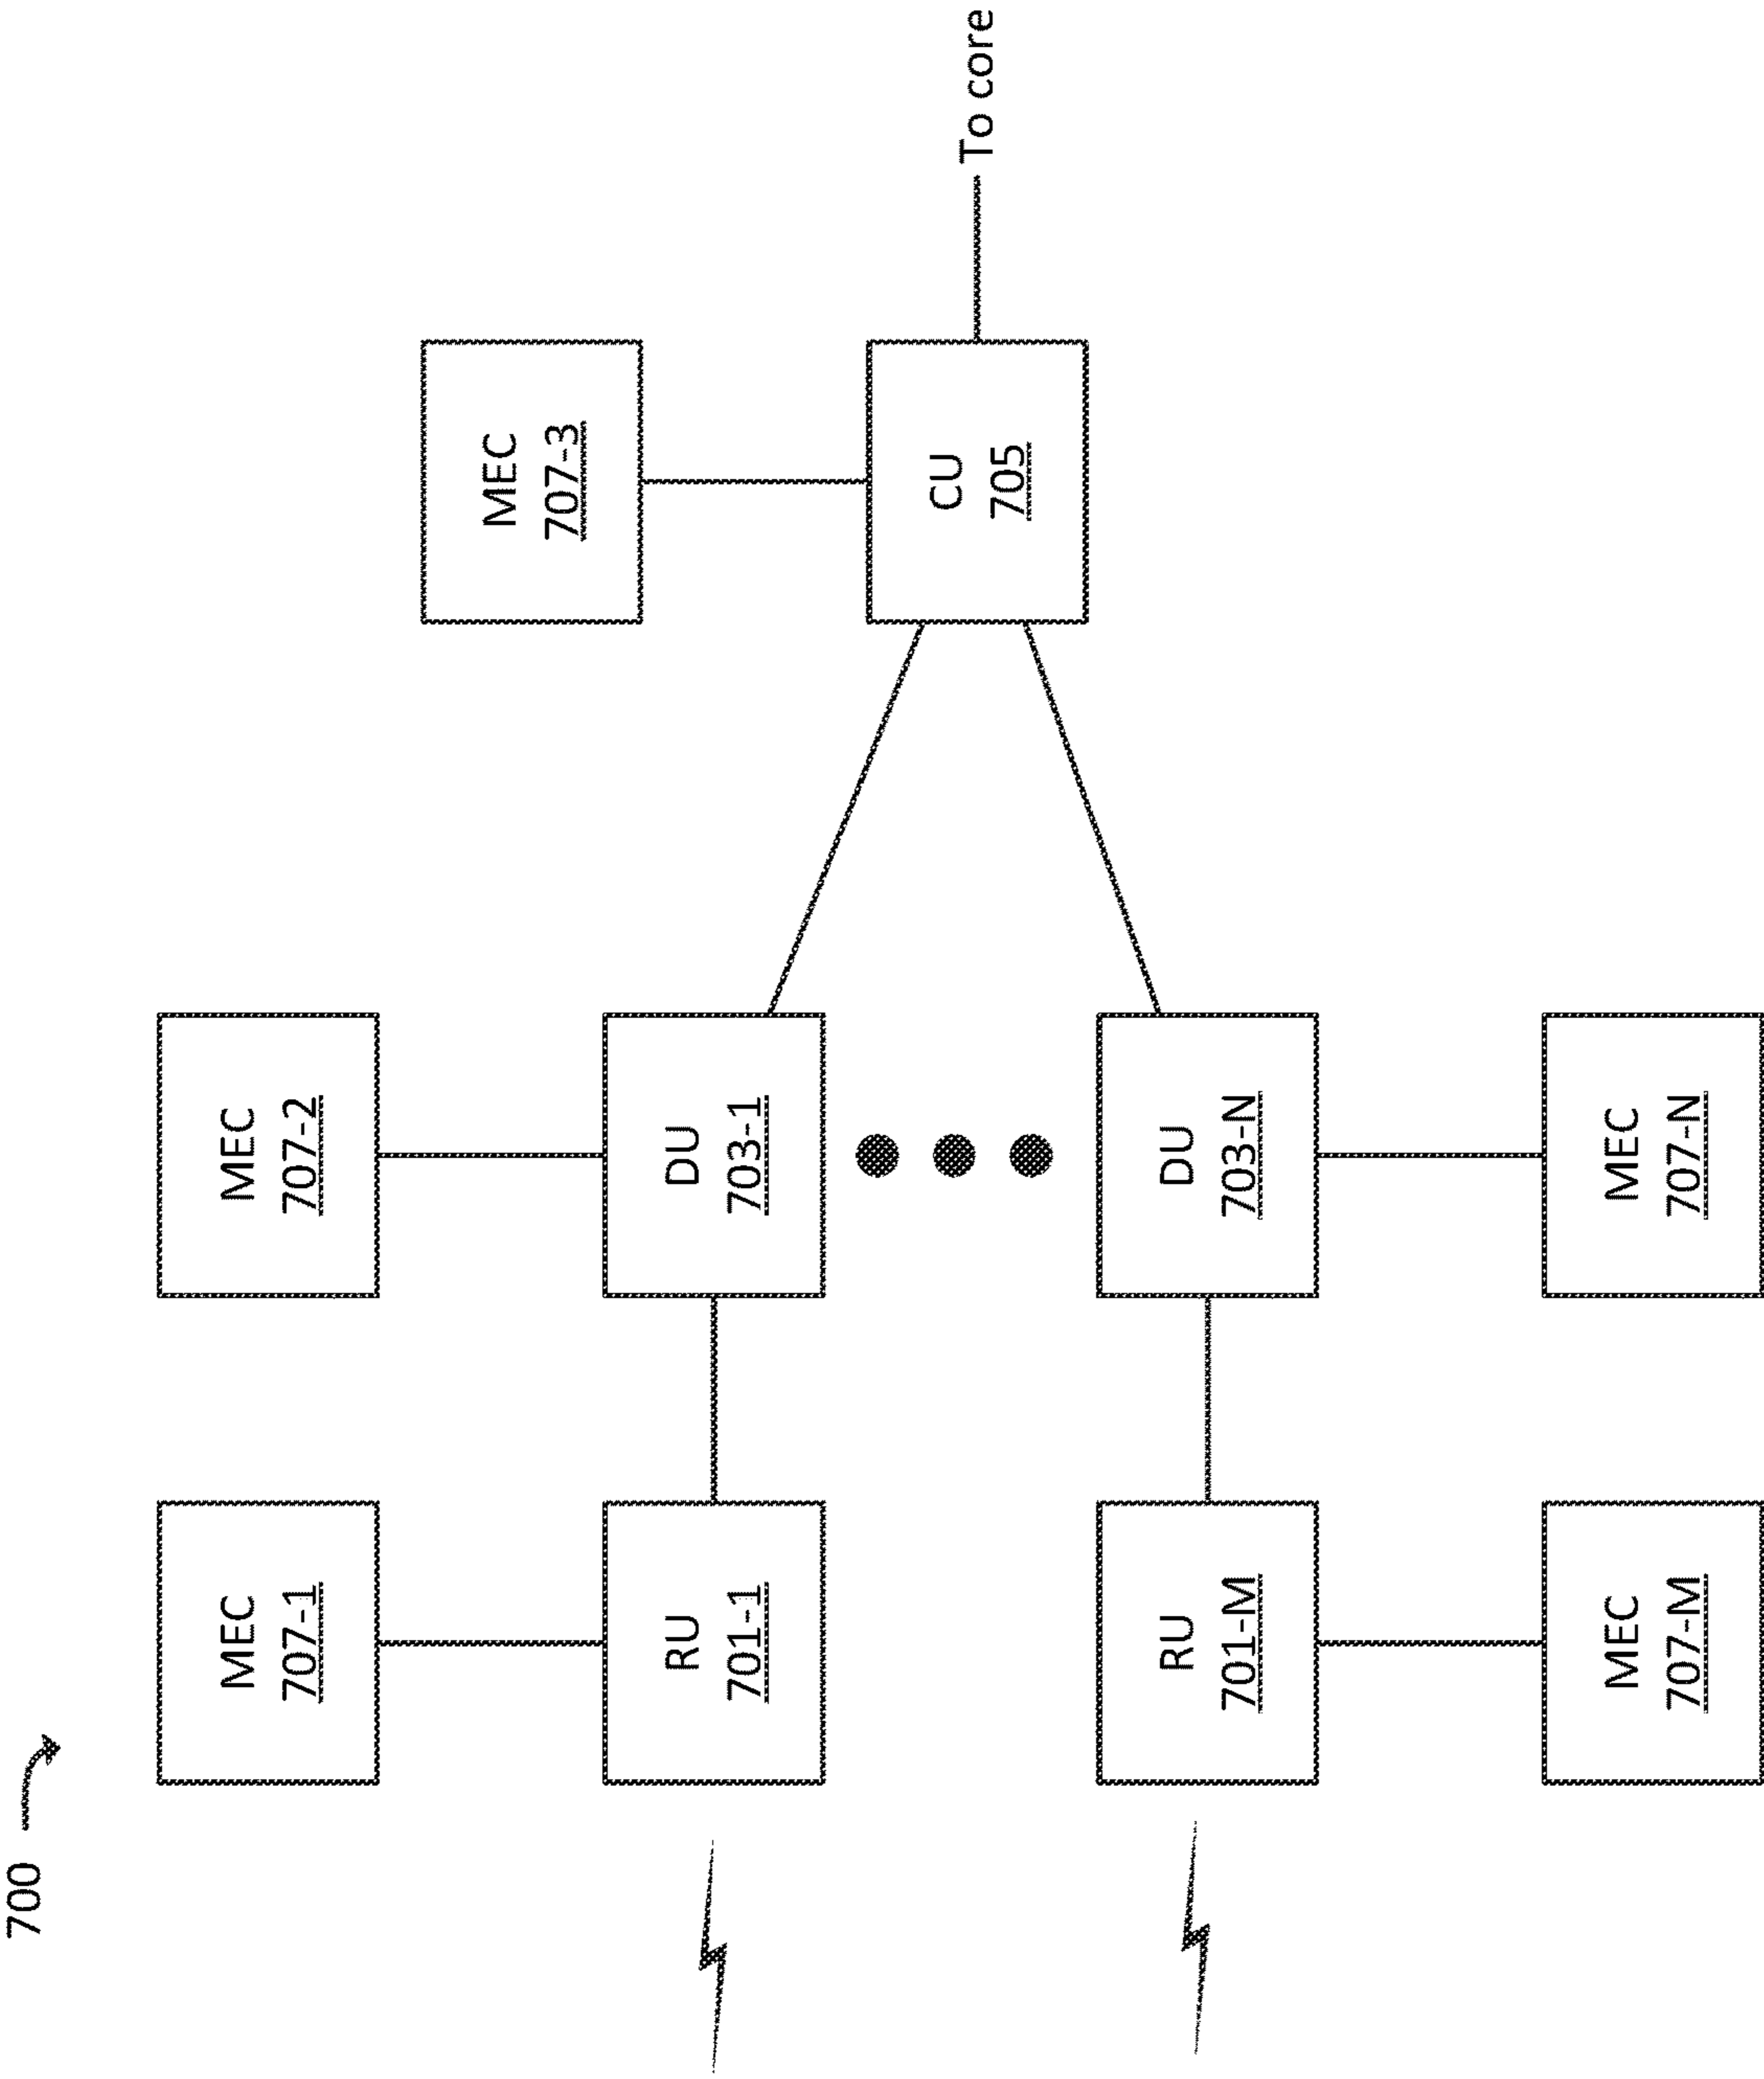 700
MEC
707-1
MEC
707-2
MEC
707-3
RU
701-1
DU
703-1
CU
705
To core
RU
701-M
DU
703-N
MEC
707-M
MEC
707-N